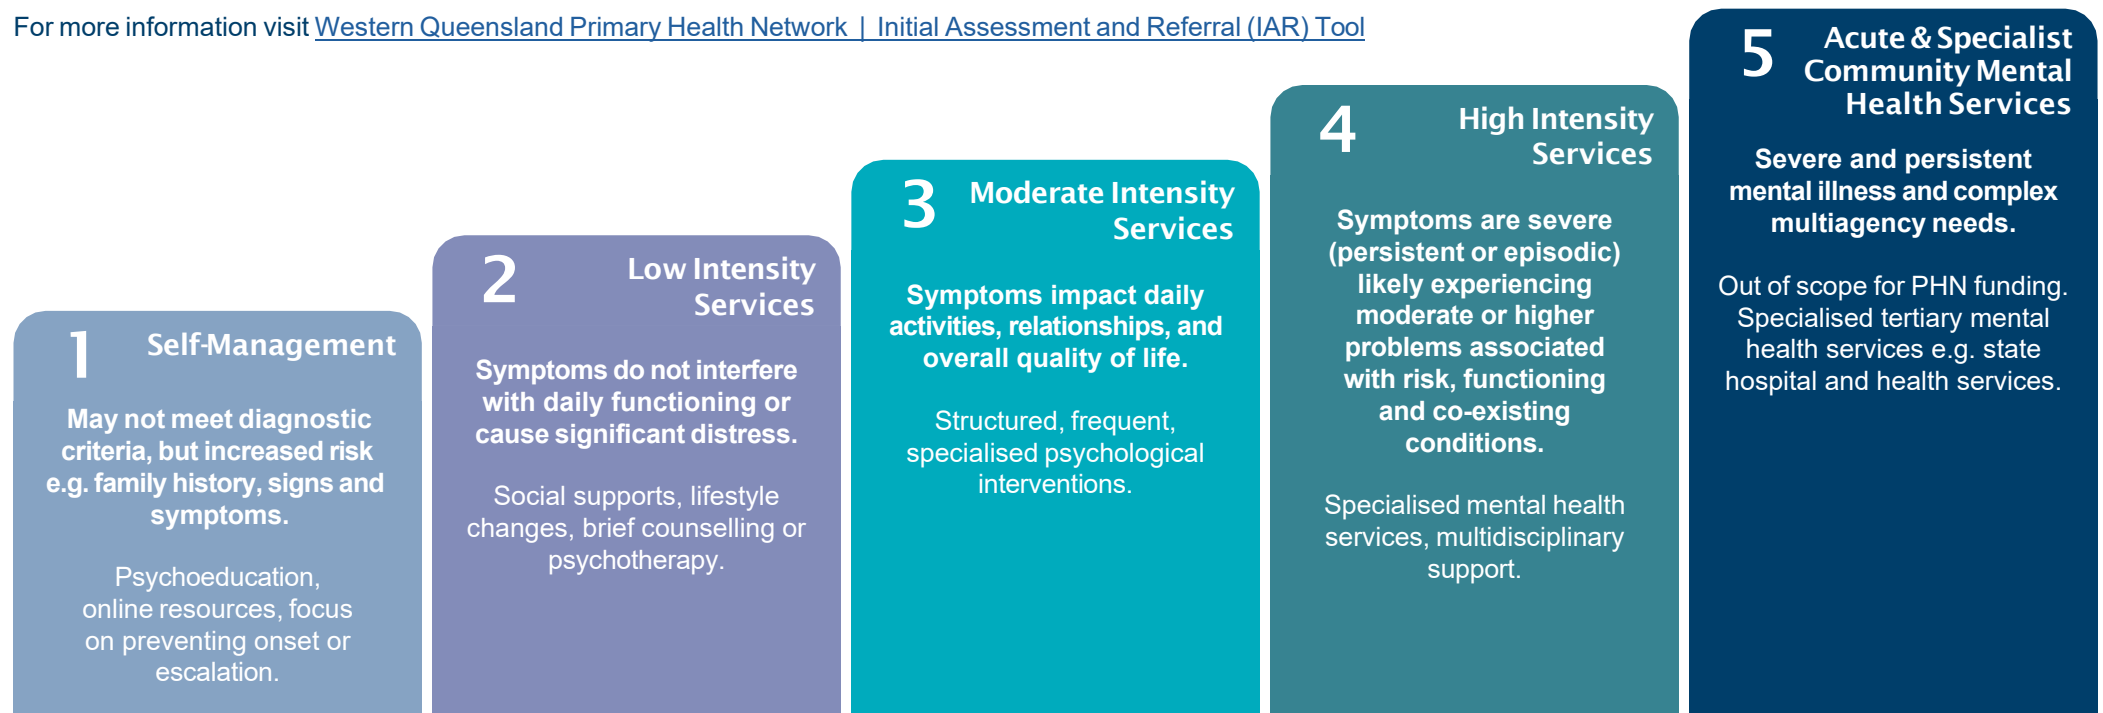 For more information visit Western Queensland Primary Health Network | Initial Assessment and Referral (IAR) Tool
1 Self-Management
May not meet diagnostic
criteria, but increased risk
e.g. family history, signs and
symptoms.
Psychoeducation,
online resources, focus
on preventing onset or
escalation.
2 Low Intensity
Services
Symptoms do not interfere
with daily functioning or
cause significant distress.
Social supports, lifestyle
changes, brief counselling or
psychotherapy.
3 Moderate Intensity
Services
Symptoms impact daily
activities, relationships, and
overall quality of life.
Structured, frequent,
specialised psychological
interventions.
4 High Intensity
Services
Symptoms are severe
(persistent or episodic)
likely experiencing
moderate or higher
problems associated
with risk, functioning
and co-existing
conditions.
Specialised mental health
services, multidisciplinary
support.
5 Acute & Specialist
Community Mental
Health Services
Severe and persistent
mental illness and complex
multiagency needs.
Out of scope for PHN funding.
Specialised tertiary mental
health services e.g. state
hospital and health services.